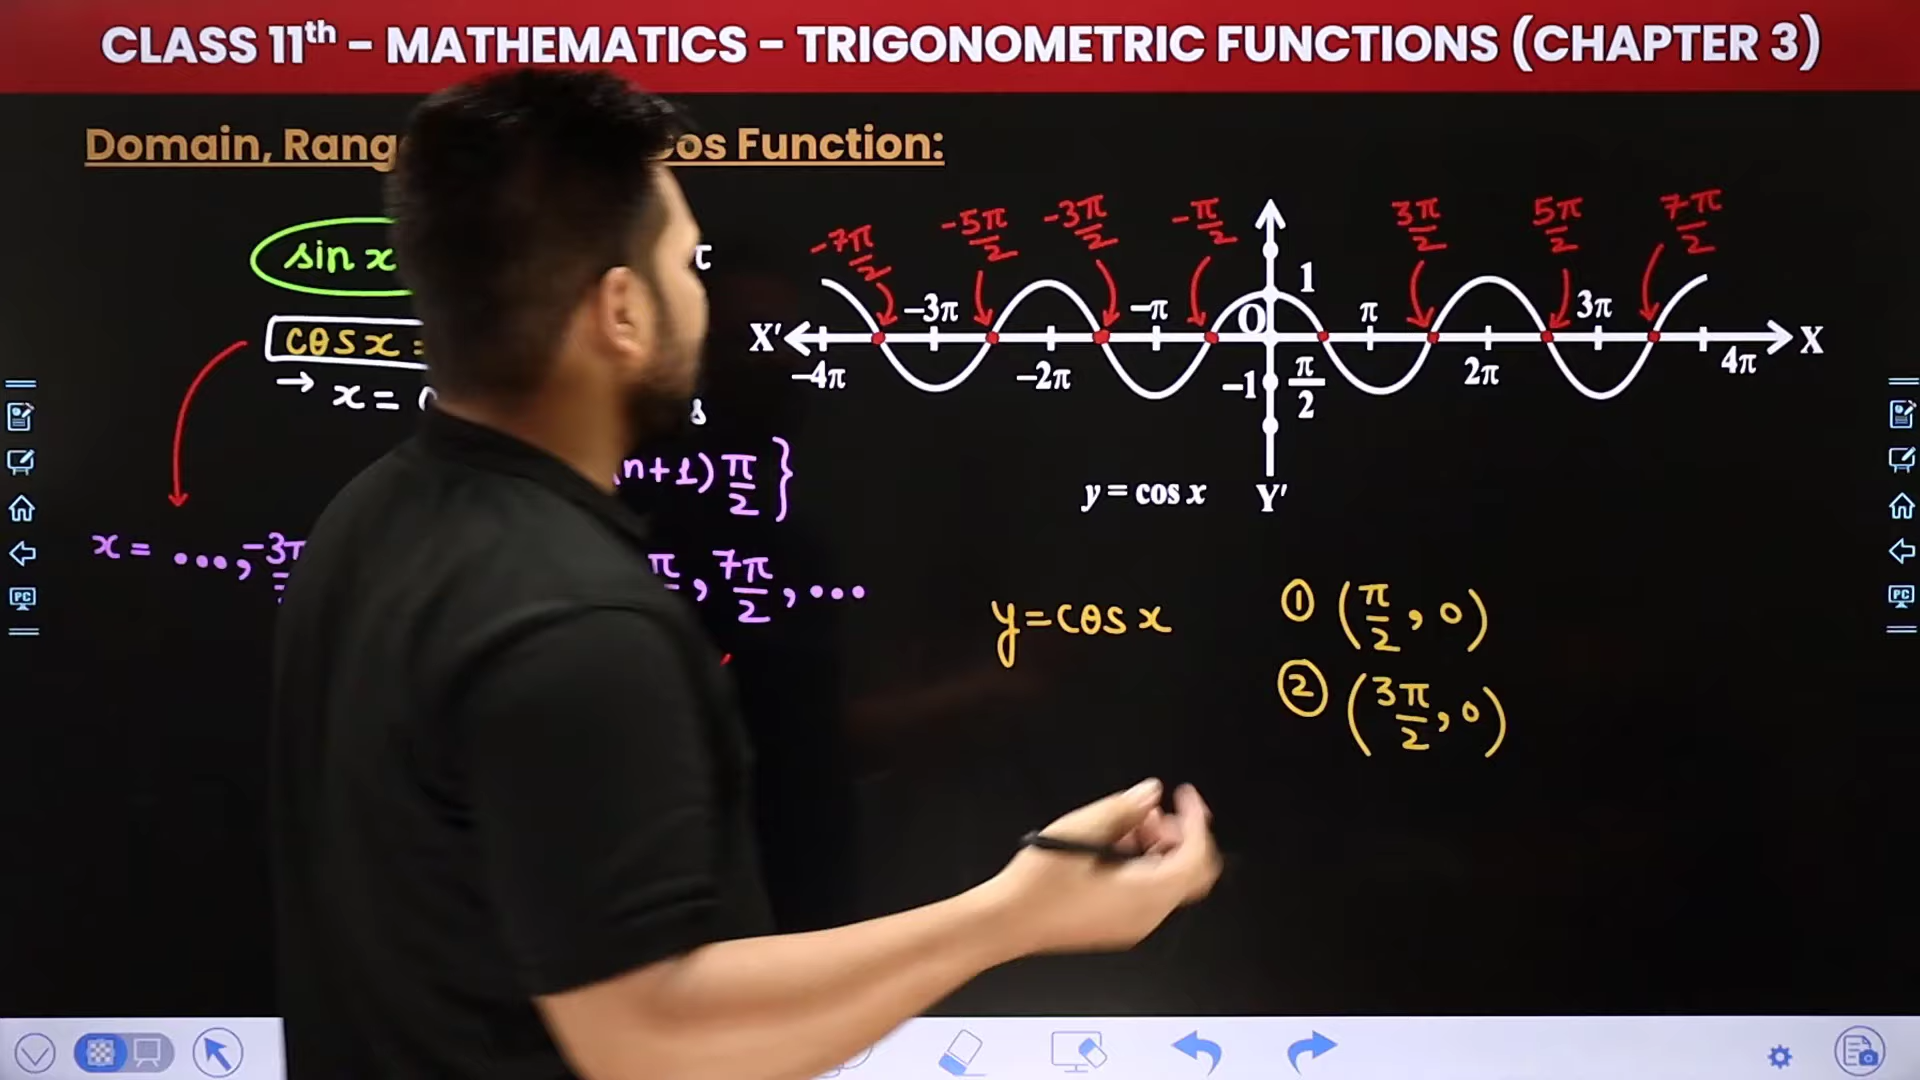 CLASS 11th - MATHEMATICS - TRIGONOMETRIC FUNCTIONS (CHAPTER 3)
Domain, Function:
sin x π
cos x =
→ x =
n+1) π/2 }
x = ..., -3π π, 7π/2, ...
-7π/2 -5π/2 -3π/2 -π/2 3π/2 5π/2 7π/2
1
-3π -π O π 3π
X' X
-4π -2π -1 π/2 2π 4π
y = cos x Y'
y = cos x ① (π/2, 0)
② (3π/2, 0)
PC PC